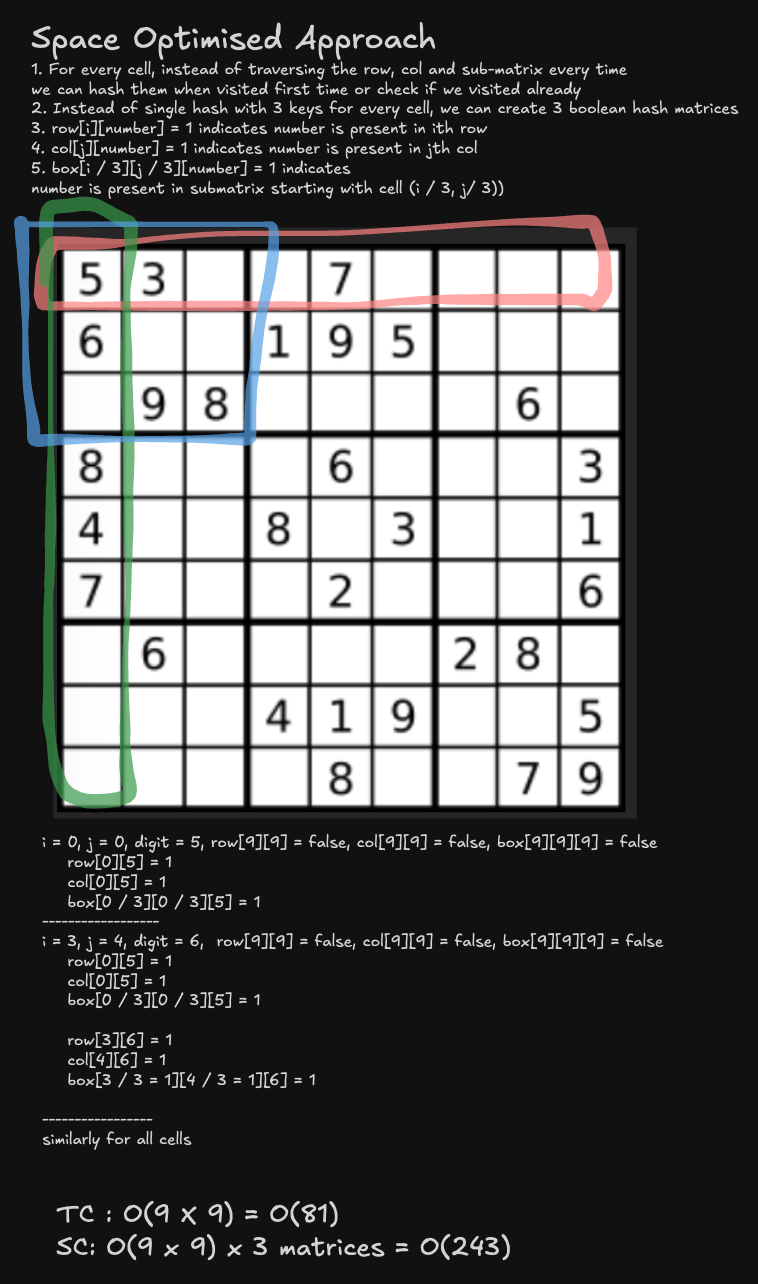 Space Optimised Approach
1. For every cell, instead of traversing the row, col and sub-matrix every time
we can hash them when visited first time or check if we visited already
2. Instead of single hash with 3 keys for every cell, we can create 3 boolean hash matrices
3. row[i][number] = 1 indicates number is present in ith row
4. col[j][number] = 1 indicates number is present in jth col
5. box[i / 3][j / 3][number] = 1 indicates
number is present in submatrix starting with cell (i / 3, j/ 3))
5 3 7
6 1 9 5
9 8 6
8 6 3
4 8 3 1
7 2 6
6 2 8
4 1 9 5
8 7 9
i = 0, j = 0, digit = 5, row[9][9] = false, col[9][9] = false, box[9][9][9] = false
row[0][5] = 1
col[0][5] = 1
box[0 / 3][0 / 3][5] = 1
------------------
i = 3, j = 4, digit = 6, row[9][9] = false, col[9][9] = false, box[9][9][9] = false
row[0][5] = 1
col[0][5] = 1
box[0 / 3][0 / 3][5] = 1
row[3][6] = 1
col[4][6] = 1
box[3 / 3 = 1][4 / 3 = 1][6] = 1
-----------------
similarly for all cells
TC : O(9 x 9) = O(81)
SC: O(9 x 9) x 3 matrices = O(243)